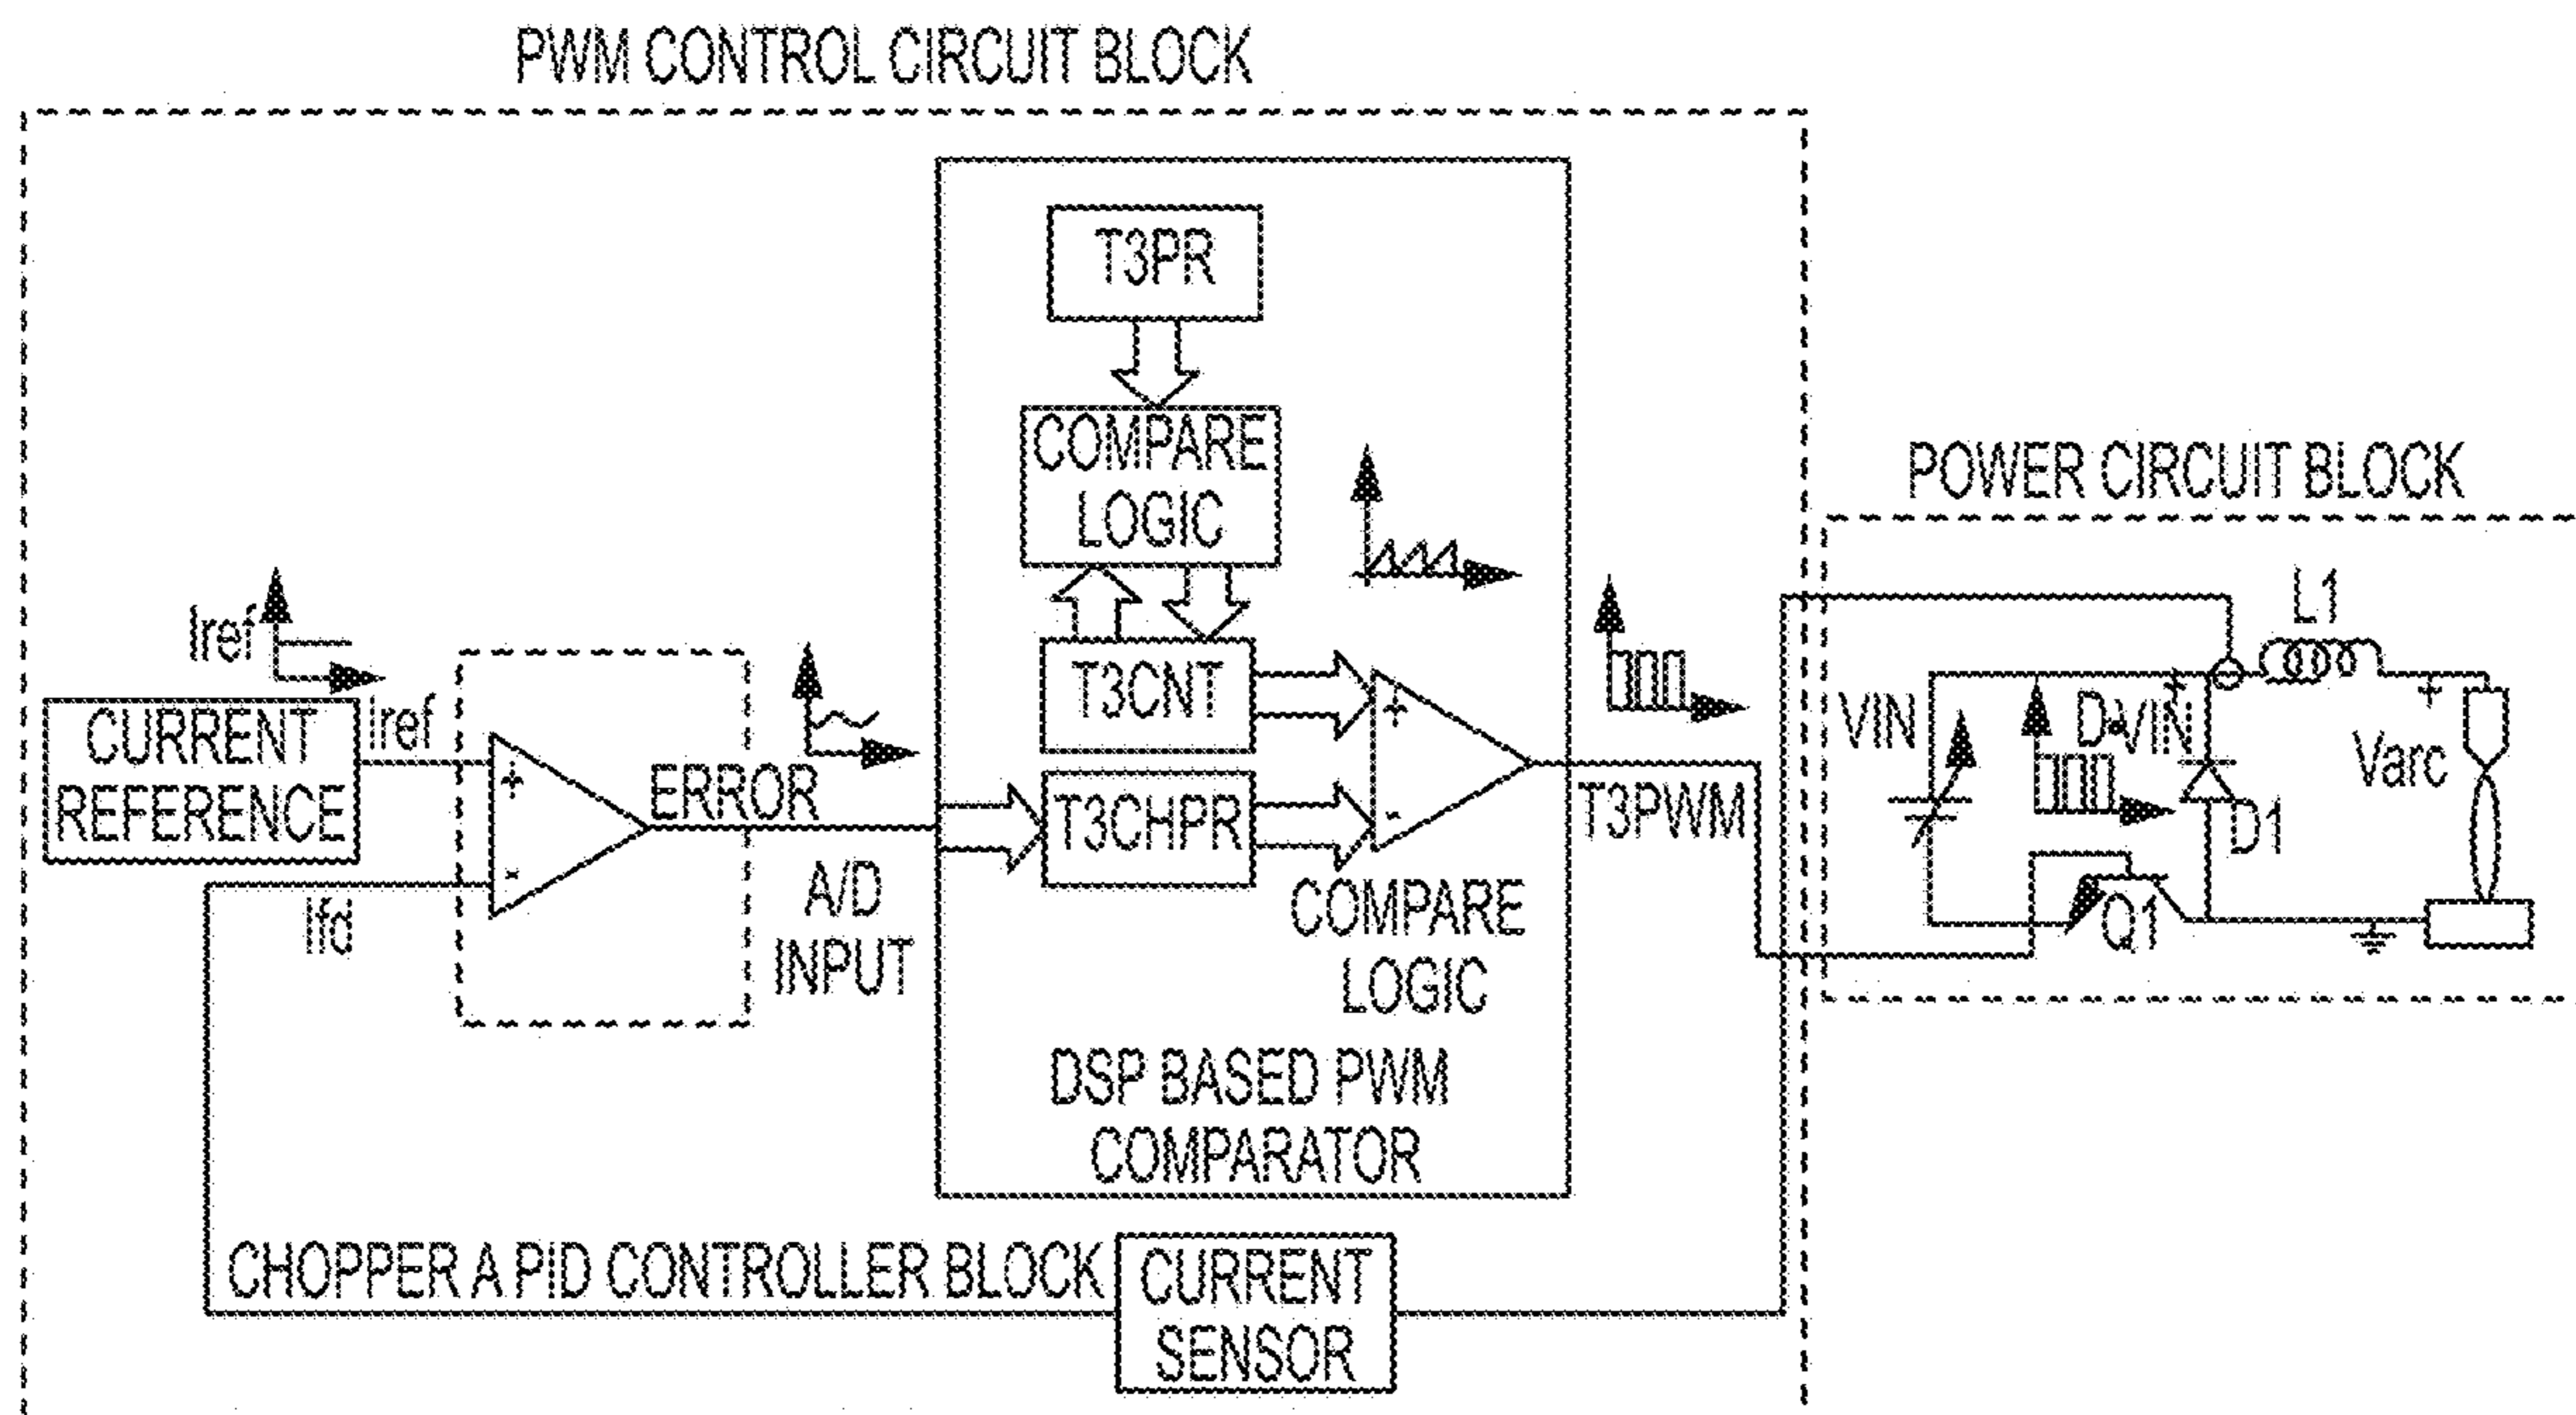 PWM CONTROL CIRCUIT BLOCK
T3PR
COMPARE
LOGIC
POWER CIRCUIT BLOCK
Iref
CURRENT
REFERENCE
Iref
+
-
Ifd
ERROR
A/D
INPUT
T3CNT
T3CHPR
+
-
COMPARE
LOGIC
DSP BASED PWM
COMPARATOR
T3PWM
VIN
D•VIN
+
L1
D1
Q1
+
Varc
CHOPPER A PID CONTROLLER BLOCK
CURRENT
SENSOR